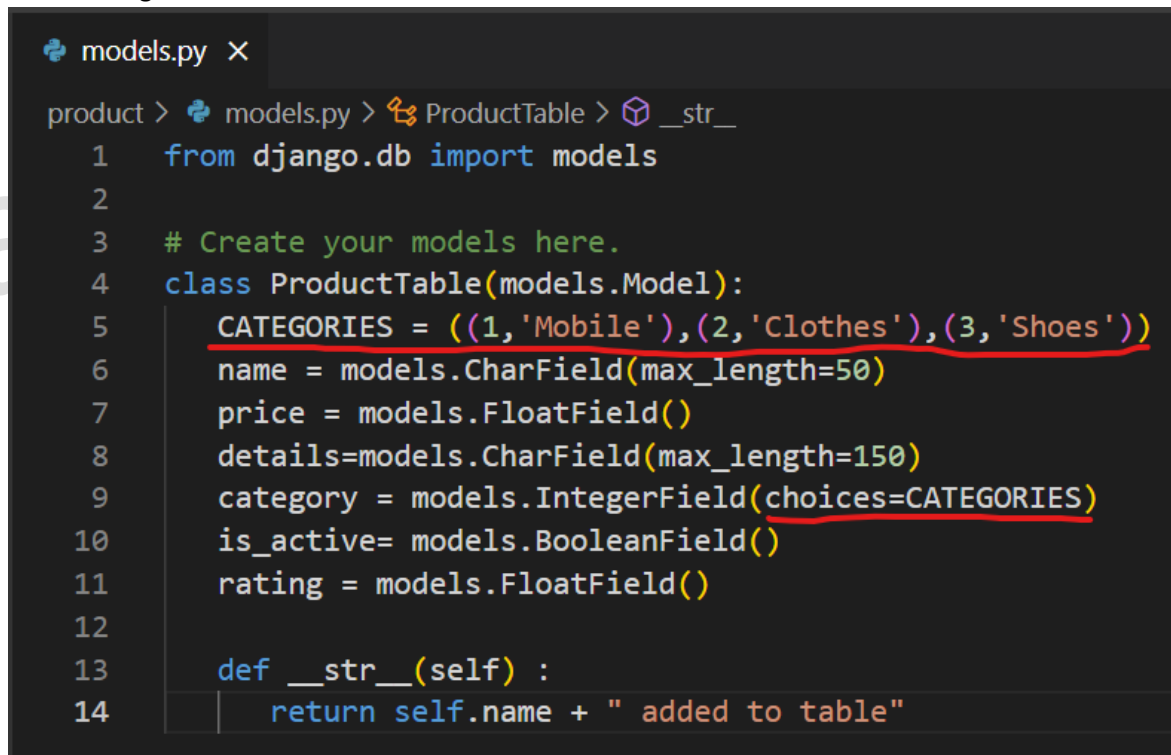 models.py ×
product > models.py > ProductTable > __str__
1 from django.db import models
2
3 # Create your models here.
4 class ProductTable(models.Model):
5 CATEGORIES = ((1,'Mobile'),(2,'Clothes'),(3,'Shoes'))
6 name = models.CharField(max_length=50)
7 price = models.FloatField()
8 details=models.CharField(max_length=150)
9 category = models.IntegerField(choices=CATEGORIES)
10 is_active= models.BooleanField()
11 rating = models.FloatField()
12
13 def __str__(self) :
14 return self.name + " added to table"